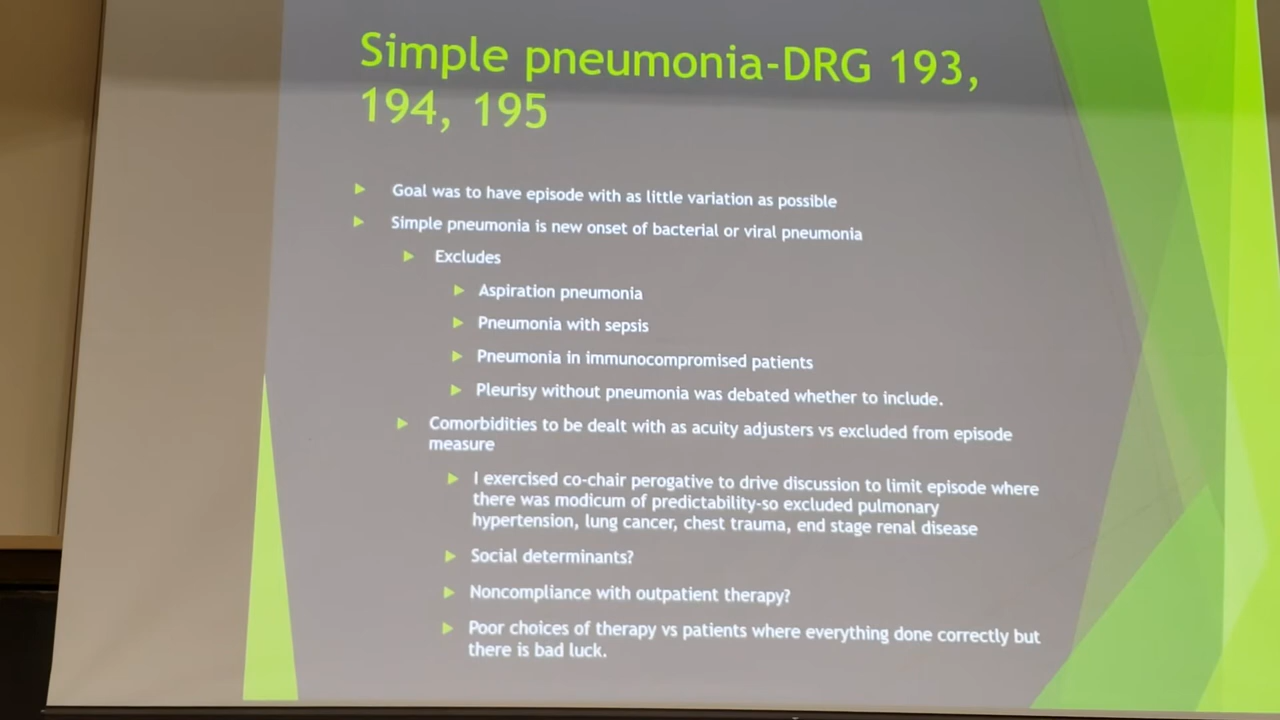 Simple pneumonia-DRG 193,
194, 195
Goal was to have episode with as little variation as possible
Simple pneumonia is new onset of bacterial or viral pneumonia
Excludes
Aspiration pneumonia
Pneumonia with sepsis
Pneumonia in immunocompromised patients
Pleurisy without pneumonia was debated whether to include.
Comorbidities to be dealt with as acuity adjusters vs excluded from episode
measure
I exercised co-chair perogative to drive discussion to limit episode where
there was modicum of predictability-so excluded pulmonary
hypertension, lung cancer, chest trauma, end stage renal disease
Social determinants?
Noncompliance with outpatient therapy?
Poor choices of therapy vs patients where everything done correctly but
there is bad luck.